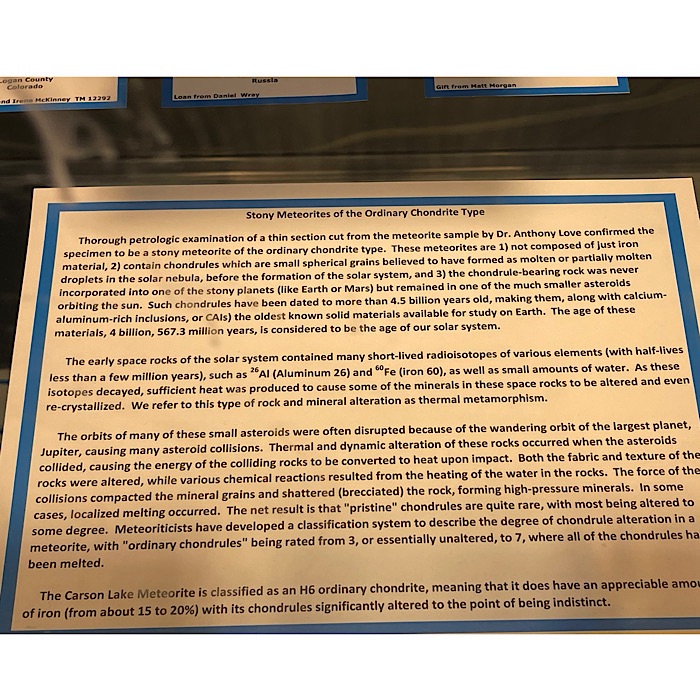 Logan County
Colorado
and Irene McKinney TM 13292
Russia
Loan from Daniel Wray
Gift from Matt Morgan
Stony Meteorites of the Ordinary Chondrite Type
Thorough petrologic examination of a thin section cut from the meteorite sample by Dr. Anthony Love confirmed the
specimen to be a stony meteorite of the ordinary chondrite type. These meteorites are 1) not composed of just iron
material, 2) contain chondrules which are small spherical grains believed to have formed as molten or partially molten
droplets in the solar nebula, before the formation of the solar system, and 3) the chondrule-bearing rock was never
incorporated into one of the stony planets (like Earth or Mars) but remained in one of the much smaller asteroids
orbiting the sun. Such chondrules have been dated to more than 4.5 billion years old, making them, along with calcium-
aluminum-rich inclusions, or CAIs) the oldest known solid materials available for study on Earth. The age of these
materials, 4 billion, 567.3 million years, is considered to be the age of our solar system.
The early space rocks of the solar system contained many short-lived radioisotopes of various elements (with half-lives
less than a few million years), such as ²⁶Al (Aluminum 26) and ⁶⁰Fe (iron 60), as well as small amounts of water. As these
isotopes decayed, sufficient heat was produced to cause some of the minerals in these space rocks to be altered and even
re-crystallized. We refer to this type of rock and mineral alteration as thermal metamorphism.
The orbits of many of these small asteroids were often disrupted because of the wandering orbit of the largest planet,
Jupiter, causing many asteroid collisions. Thermal and dynamic alteration of these rocks occurred when the asteroids
collided, causing the energy of the colliding rocks to be converted to heat upon impact. Both the fabric and texture of the
rocks were altered, while various chemical reactions resulted from the heating of the water in the rocks. The force of the
collisions compacted the mineral grains and shattered (brecciated) the rock, forming high-pressure minerals. In some
cases, localized melting occurred. The net result is that "pristine" chondrules are quite rare, with most being altered to
some degree. Meteoriticists have developed a classification system to describe the degree of chondrule alteration in a
meteorite, with "ordinary chondrules" being rated from 3, or essentially unaltered, to 7, where all of the chondrules ha
been melted.
The Carson Lake Meteorite is classified as an H6 ordinary chondrite, meaning that it does have an appreciable amou
of iron (from about 15 to 20%) with its chondrules significantly altered to the point of being indistinct.